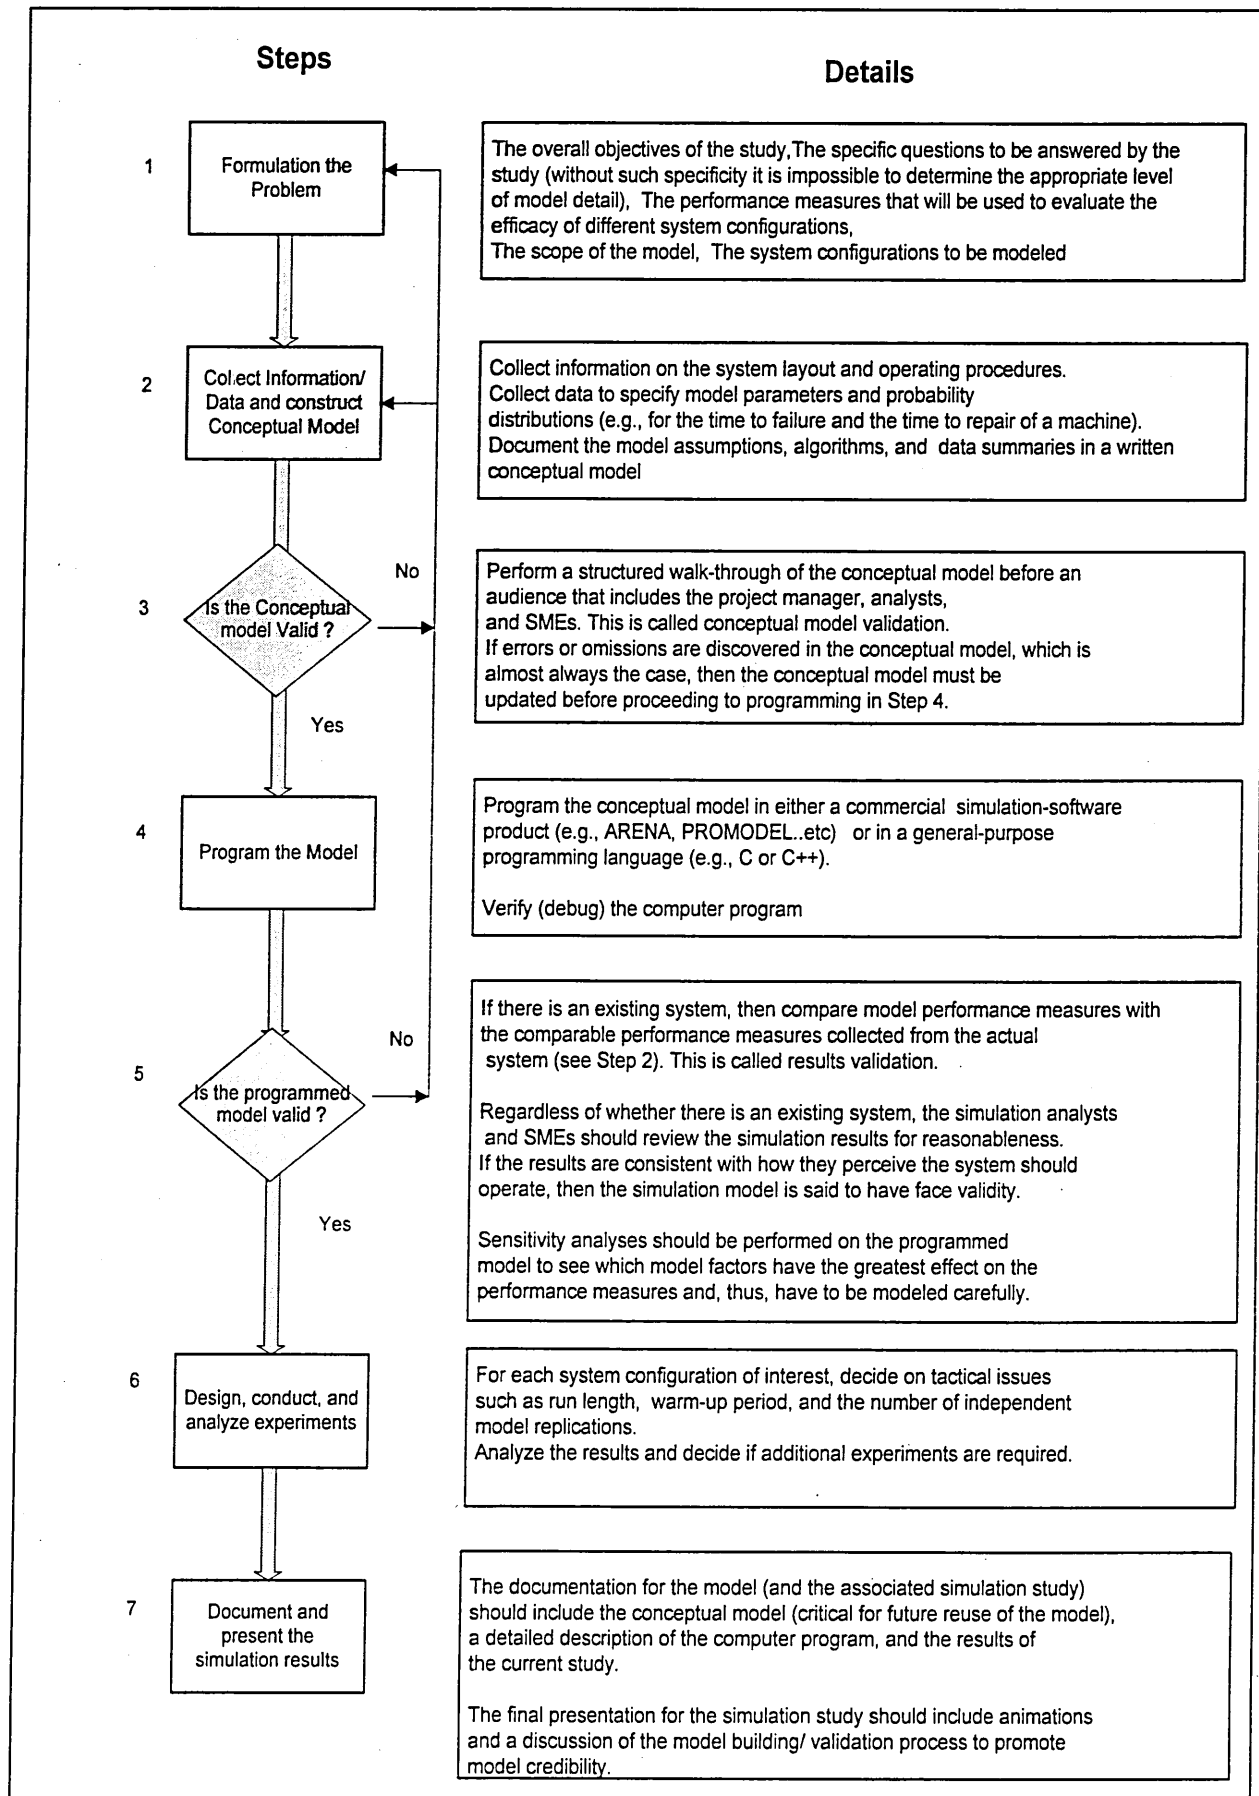 Steps
Details
1
Formulation the
Problem
The overall objectives of the study,The specific questions to be answered by the
study (without such specificity it is impossible to determine the appropriate level
of model detail), The performance measures that will be used to evaluate the
efficacy of different system configurations,
The scope of the model, The system configurations to be modeled
2
Collect Information/
Data and construct
Conceptual Model
Collect information on the system layout and operating procedures.
Collect data to specify model parameters and probability
distributions (e.g., for the time to failure and the time to repair of a machine).
Document the model assumptions, algorithms, and data summaries in a written
conceptual model
3
Is the Conceptual
model Valid ?
No
Yes
Perform a structured walk-through of the conceptual model before an
audience that includes the project manager, analysts,
and SMEs. This is called conceptual model validation.
If errors or omissions are discovered in the conceptual model, which is
almost always the case, then the conceptual model must be
updated before proceeding to programming in Step 4.
4
Program the Model
Program the conceptual model in either a commercial simulation-software
product (e.g., ARENA, PROMODEL..etc) or in a general-purpose
programming language (e.g., C or C++).
Verify (debug) the computer program
5
Is the programmed
model valid ?
No
Yes
If there is an existing system, then compare model performance measures with
the comparable performance measures collected from the actual
system (see Step 2). This is called results validation.
Regardless of whether there is an existing system, the simulation analysts
and SMEs should review the simulation results for reasonableness.
If the results are consistent with how they perceive the system should
operate, then the simulation model is said to have face validity.
Sensitivity analyses should be performed on the programmed
model to see which model factors have the greatest effect on the
performance measures and, thus, have to be modeled carefully.
6
Design, conduct, and
analyze experiments
For each system configuration of interest, decide on tactical issues
such as run length, warm-up period, and the number of independent
model replications.
Analyze the results and decide if additional experiments are required.
7
Document and
present the
simulation results
The documentation for the model (and the associated simulation study)
should include the conceptual model (critical for future reuse of the model),
a detailed description of the computer program, and the results of
the current study.
The final presentation for the simulation study should include animations
and a discussion of the model building/ validation process to promote
model credibility.